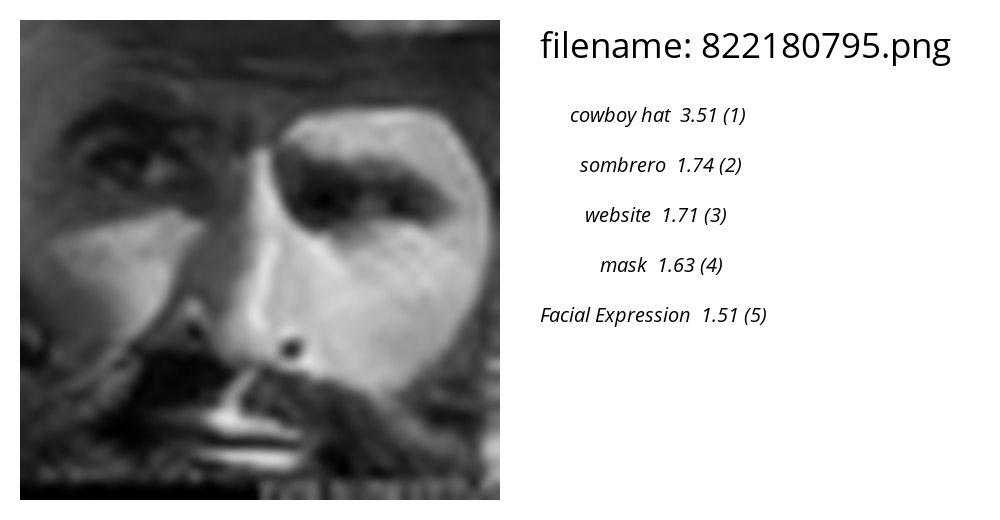 filename: 822180795.png
cowboy hat 3.51 (1)
sombrero 1.74 (2)
website 1.71 (3)
mask 1.63 (4)
Facial Expression 1.51 (5)